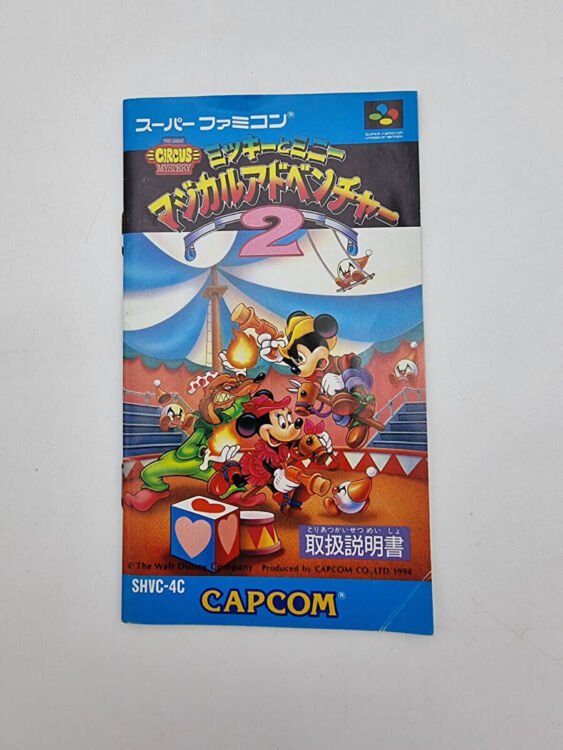 スーパーファミコン®
SUPER FAMICOM
THE GREAT
CIRCUS
MYSTERY
ミッキーとミニー
マジカルアドベンチャー
2
とりあつかいせつめいしょ
取扱説明書
© The Walt Disney Company Produced by CAPCOM CO., LTD. 1994
SHVC-4C
CAPCOM®